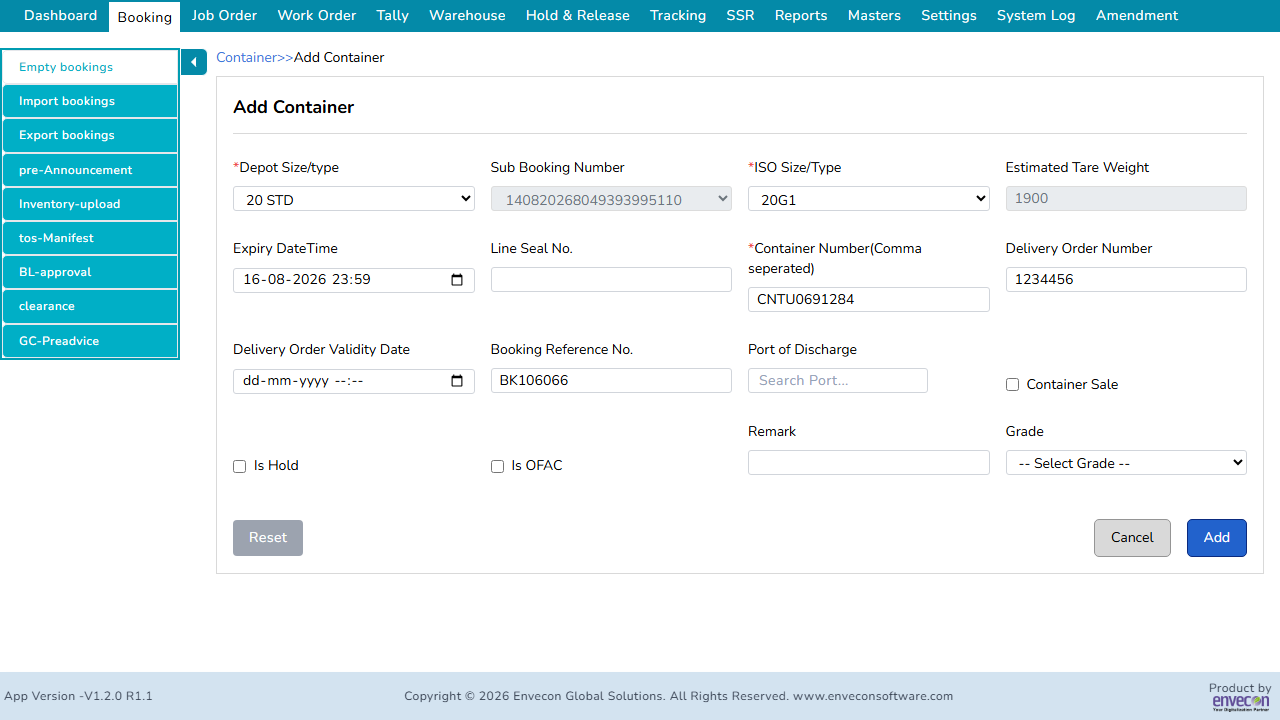 Dashboard Booking Job Order Work Order Tally Warehouse Hold & Release Tracking SSR Reports Masters Settings System Log Amendment
Empty bookings
Import bookings
Export bookings
pre-Announcement
Inventory-upload
tos-Manifest
BL-approval
clearance
GC-Preadvice
Container>>Add Container
Add Container
*Depot Size/type Sub Booking Number *ISO Size/Type Estimated Tare Weight
20 STD 140820268049393995110 20G1 1900
Expiry DateTime Line Seal No. *Container Number(Comma seperated) Delivery Order Number
16-08-2026 23:59 CNTU0691284 1234456
Delivery Order Validity Date Booking Reference No. Port of Discharge
dd-mm-yyyy --:-- BK106066 Search Port... Container Sale
Remark Grade
Is Hold Is OFAC -- Select Grade --
Reset Cancel Add
App Version -V1.2.0 R1.1 Copyright © 2026 Envecon Global Solutions. All Rights Reserved. www.enveconsoftware.com Product by
envecon
Your Digitalization Partner